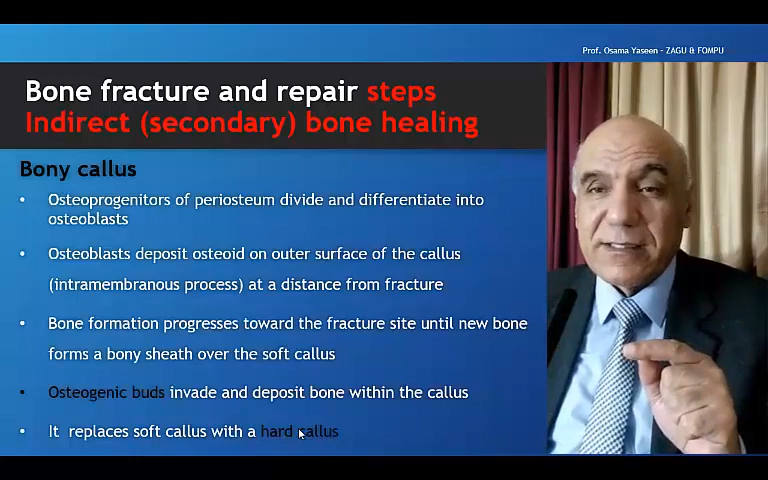 Prof. Osama Yaseen - ZAGU & FOMPU
Bone fracture and repair steps
Indirect (secondary) bone healing
Bony callus
• Osteoprogenitors of periosteum divide and differentiate into
osteoblasts
• Osteoblasts deposit osteoid on outer surface of the callus
(intramembranous process) at a distance from fracture
• Bone formation progresses toward the fracture site until new bone
forms a bony sheath over the soft callus
• Osteogenic buds invade and deposit bone within the callus
• It replaces soft callus with a hard callus